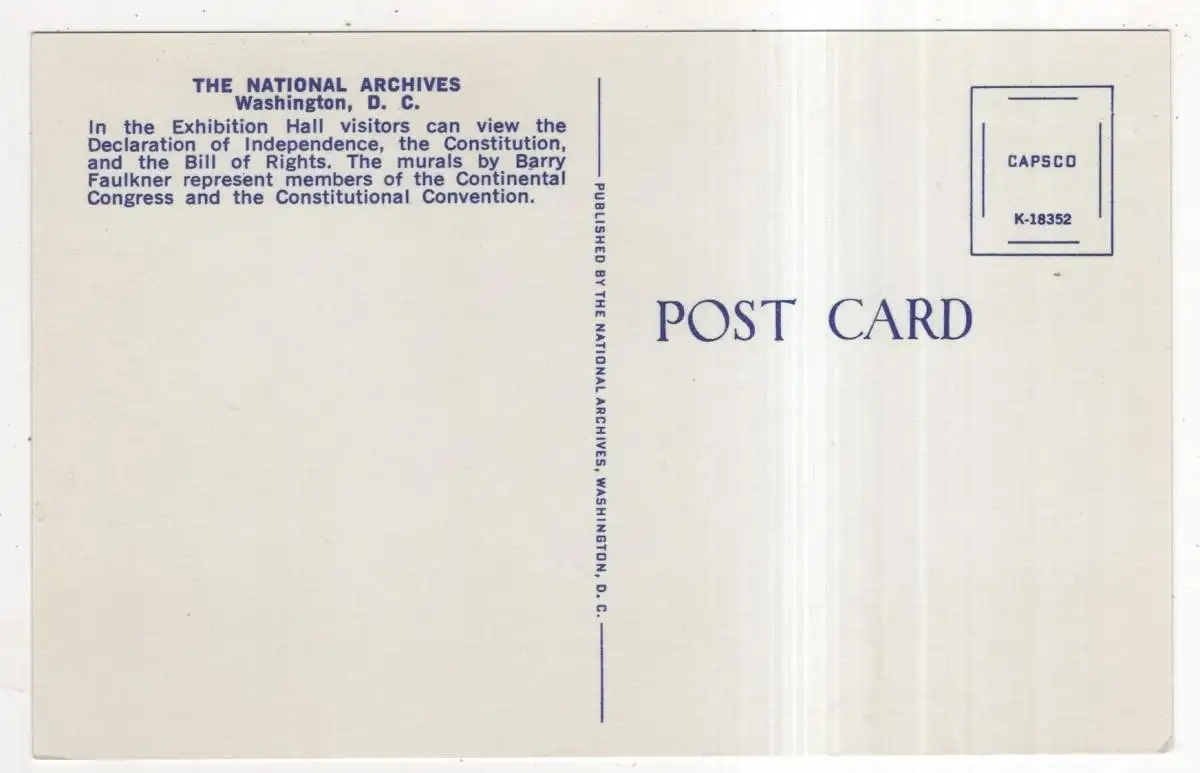 THE NATIONAL ARCHIVES
Washington, D. C.
In the Exhibition Hall visitors can view the
Declaration of Independence, the Constitution,
and the Bill of Rights. The murals by Barry
Faulkner represent members of the Continental
Congress and the Constitutional Convention.
PUBLISHED BY THE NATIONAL ARCHIVES, WASHINGTON, D. C.
CAPSCO
K-18352
POST CARD